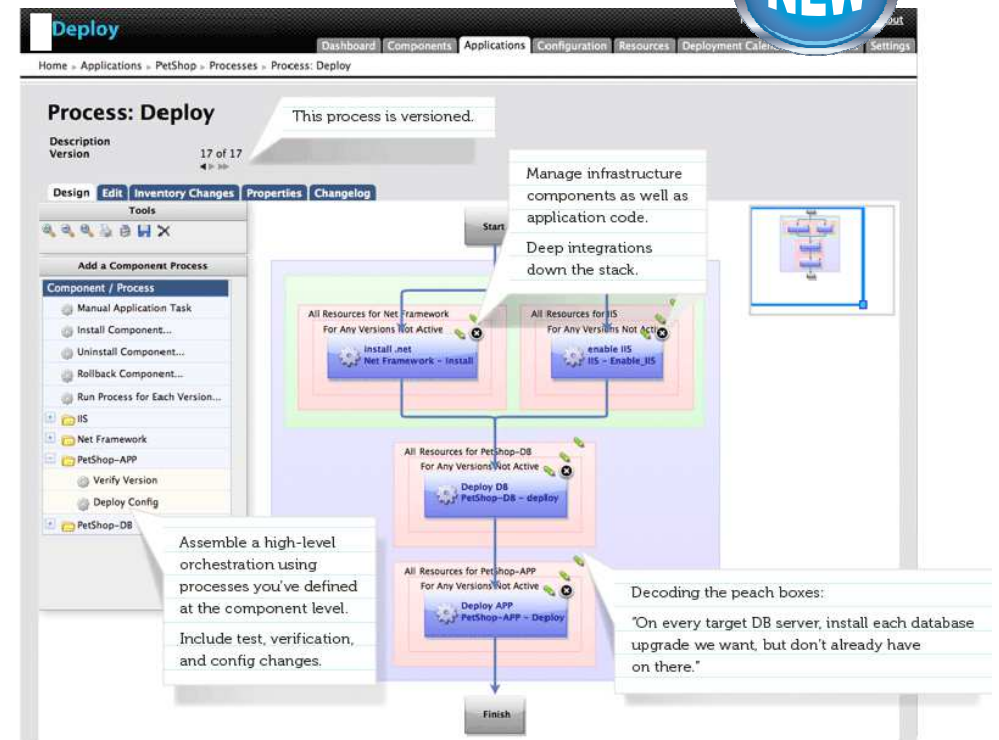 NEW
Deploy
out
Dashboard Components Applications Configuration Resources Deployment Settings
Home » Applications » PetShop » Processes » Process: Deploy
Process: Deploy
This process is versioned.
Description
Version 17 of 17
Design Edit Inventory Changes Properties Changelog
Tools
Add a Component Process
Component / Process
Manual Application Task
Install Component...
Uninstall Component...
Rollback Component...
Run Process for Each Version...
IIS
Net Framework
PetShop-APP
Verify Version
Deploy Config
PetShop-DB
Start
Manage infrastructure
components as well as
application code.
Deep integrations
down the stack.
All Resources for Net Framework
For Any Versions Not Active
install .net
Net Framework - Install
All Resources for IIS
For Any Versions Not Active
enable IIS
IIS - Enable_IIS
All Resources for PetShop-DB
For Any Versions Not Active
Deploy DB
PetShop-DB - deploy
All Resources for PetShop-APP
For Any Versions Not Active
Deploy APP
PetShop-APP - Deploy
Finish
Assemble a high-level
orchestration using
processes you've defined
at the component level.
Include test, verification,
and config changes.
Decoding the peach boxes:
"On every target DB server, install each database
upgrade we want, but don't already have
on there."